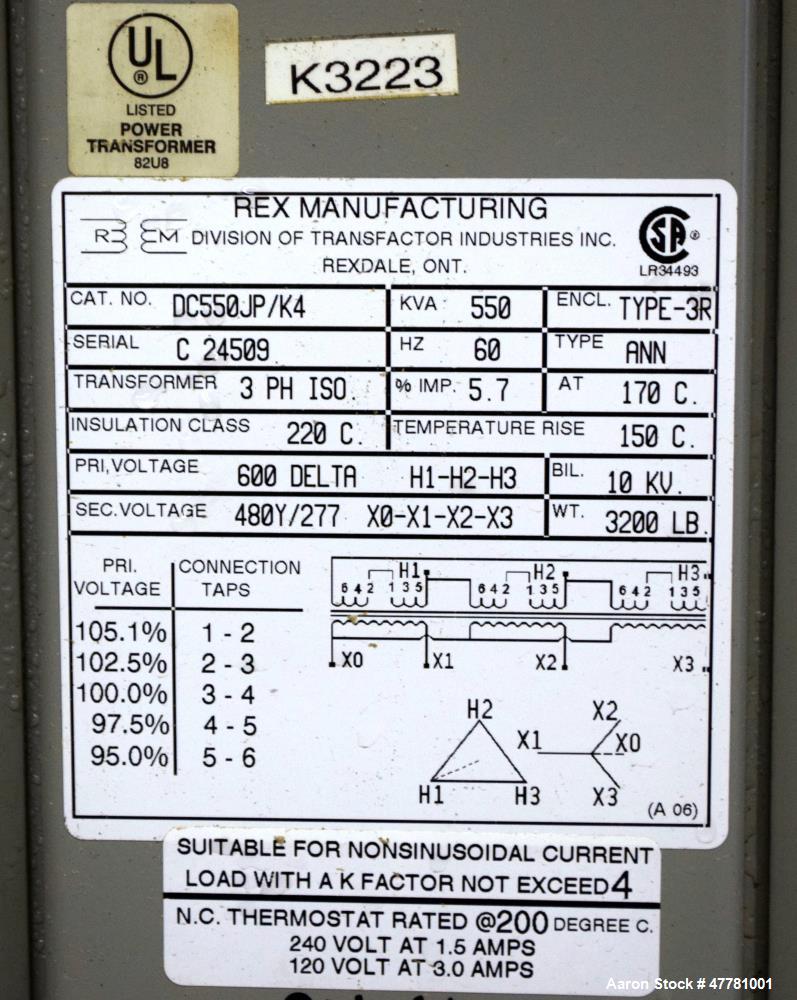 UL
®
LISTED
POWER
TRANSFORMER
82U8
K3223
REX MANUFACTURING
R EM DIVISION OF TRANSFACTOR INDUSTRIES INC.
REXDALE, ONT.
SA ®
LR34493
CAT. NO. DC550JP/K4 KVA 550 ENCL. TYPE-3R
SERIAL C 24509 HZ 60 TYPE ANN
TRANSFORMER 3 PH ISO. % IMP. 5.7 AT 170 C.
INSULATION CLASS 220 C. TEMPERATURE RISE 150 C.
PRI,VOLTAGE 600 DELTA H1-H2-H3 BIL. 10 KV.
SEC.VOLTAGE 480Y/277 X0-X1-X2-X3 WT. 3200 LB.
PRI. VOLTAGE CONNECTION TAPS
105.1% 1 - 2
102.5% 2 - 3
100.0% 3 - 4
97.5% 4 - 5
95.0% 5 - 6
H1 H2 H3
6 4 2 1 3 5 6 4 2 1 3 5 6 4 2 1 3 5
X0 X1 X2 X3
H2
H1 H3
X2
X1 X0
X3
(A 06)
SUITABLE FOR NONSINUSOIDAL CURRENT
LOAD WITH A K FACTOR NOT EXCEED 4
N.C. THERMOSTAT RATED @200 DEGREE C.
240 VOLT AT 1.5 AMPS
120 VOLT AT 3.0 AMPS
Aaron Stock # 47781001